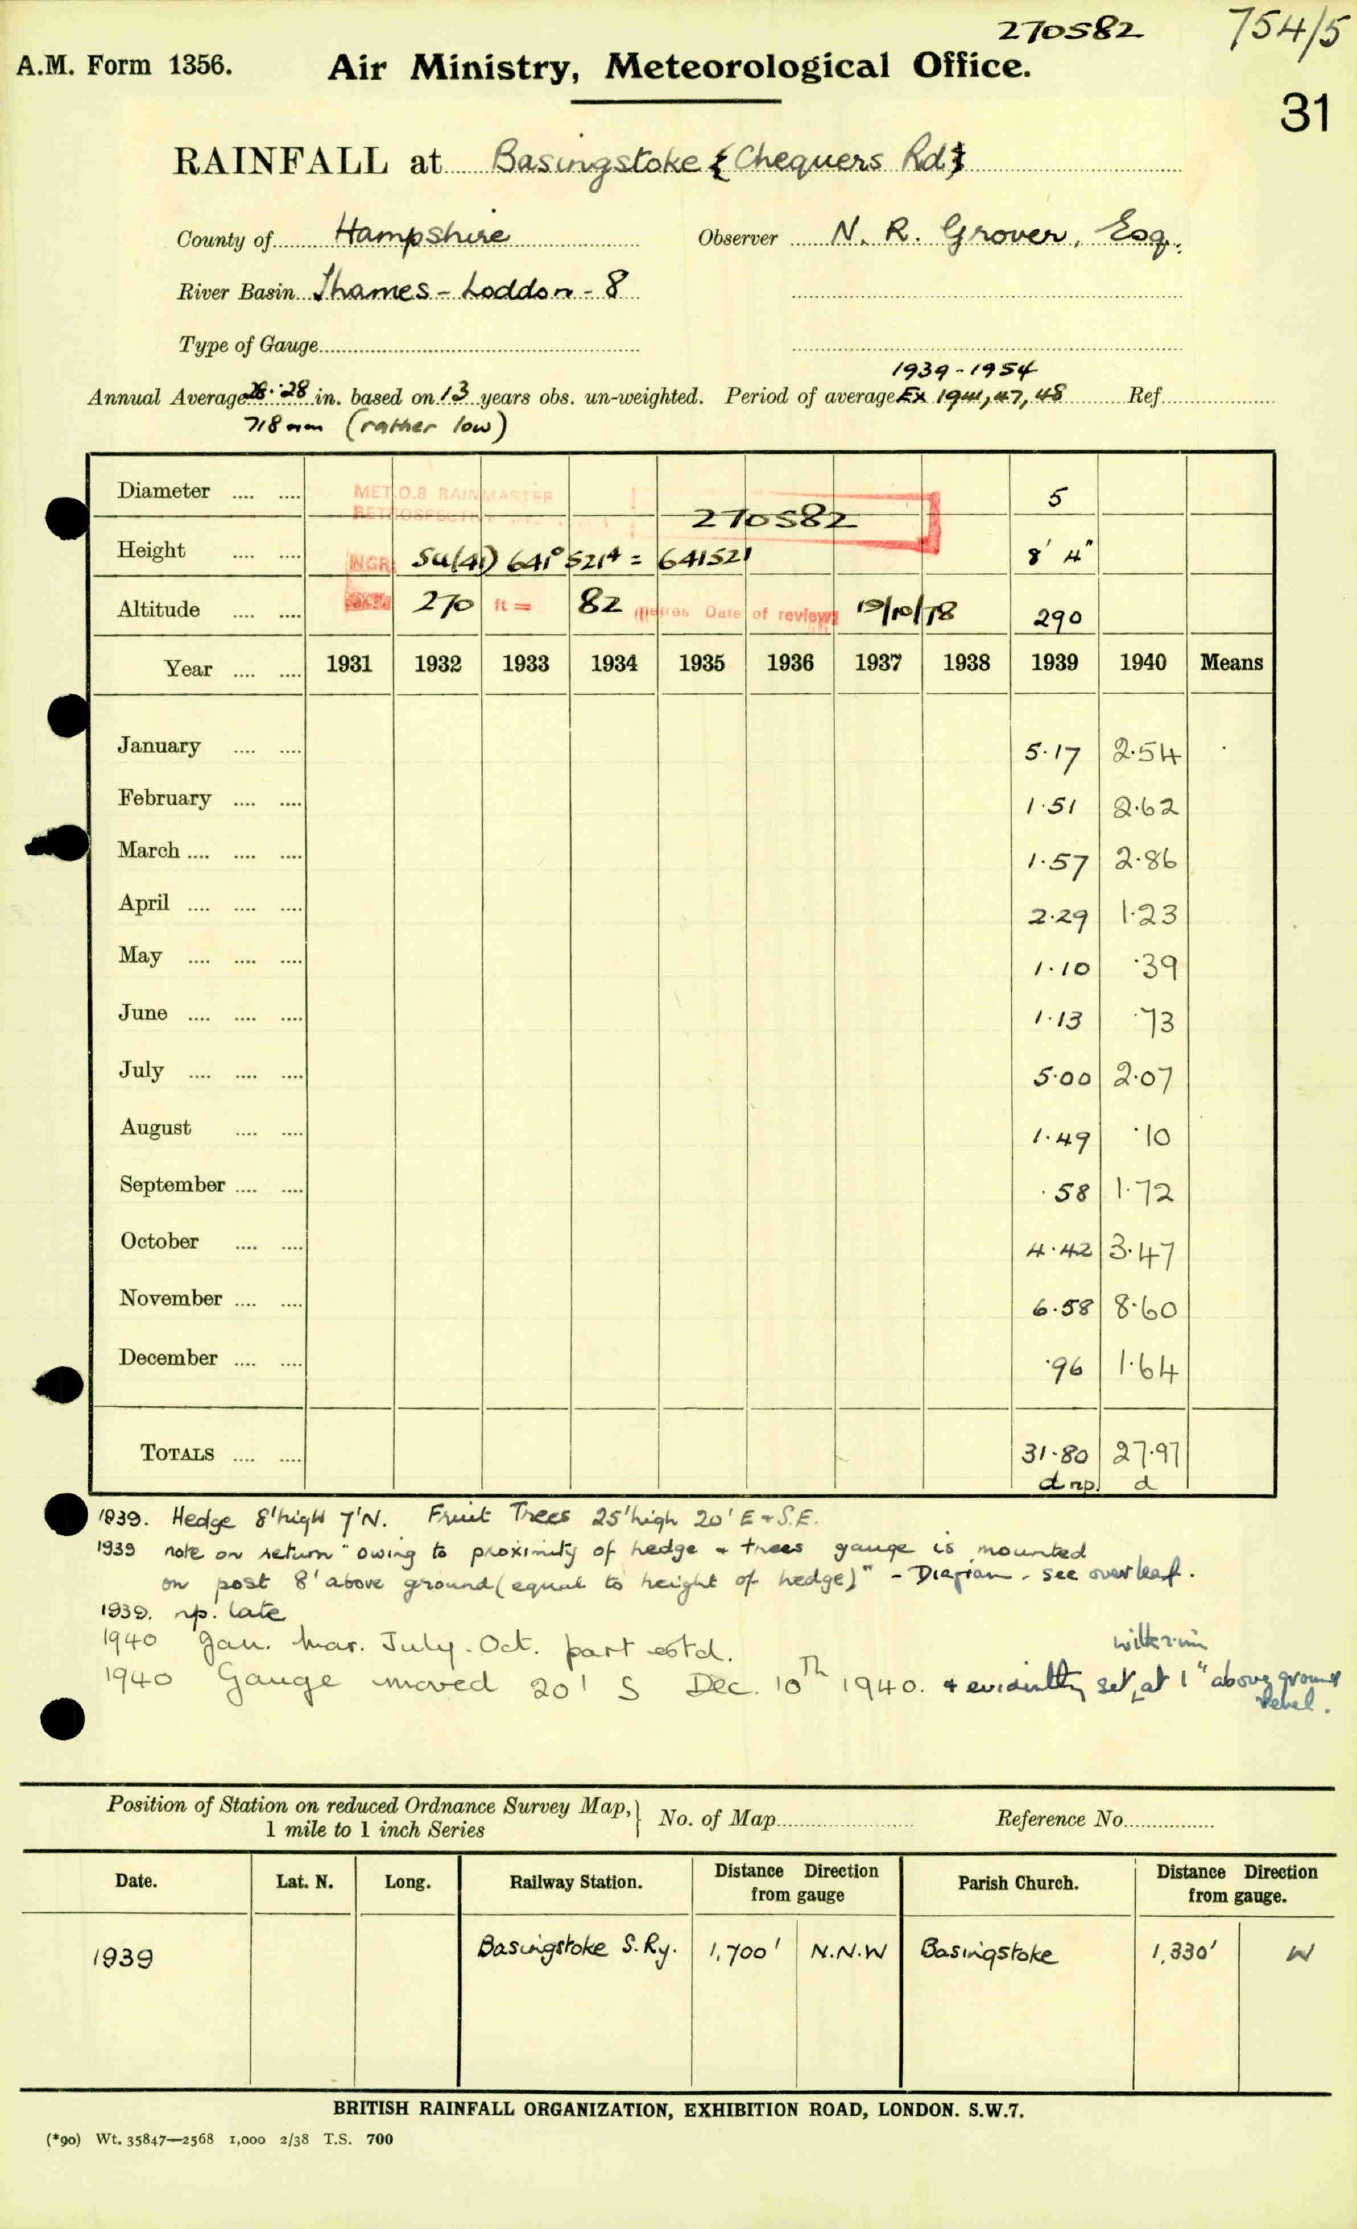 270582 754/5
A.M. Form 1356. Air Ministry, Meteorological Office.
31
RAINFALL at Basingstoke {Chequers Rd}
County of Hampshire Observer N. R. Grover, Esq.
River Basin Thames - Loddon - 8
Type of Gauge
1939-1954
Annual Average 28.28 in. based on 13 years obs. un-weighted. Period of average Ex 1941, 47, 48 Ref.
718 mm (rather low)
Diameter .... .... MET.O.8 RAINMASTER 5
RETROSPECTIVE 270582
Height .... .... NGR SU(41) 641° 521⁴ = 641521 8' 4"
Altitude .... .... 270 ft = 82 metres Date of review 19/10/78 290
Year .... .... 1931 1932 1933 1934 1935 1936 1937 1938 1939 1940 Means
January .... .... 5.17 2.54
February .... .... 1.51 2.62
March .... .... .... 1.57 2.86
April .... .... .... 2.29 1.23
May .... .... .... 1.10 .39
June .... .... .... 1.13 .73
July .... .... .... 5.00 2.07
August .... .... 1.49 .10
September .... .... .58 1.72
October .... .... 4.42 3.47
November .... .... 6.58 8.60
December .... .... .96 1.64
TOTALS .... .... 31.80 27.97
d np. d
1939. Hedge 8' high 7' N. Fruit Trees 25' high 20' E & S.E.
1939 note on return "owing to proximity of hedge & trees gauge is mounted
on post 8' above ground (equal to height of hedge)" - Diagram - see overleaf.
1939. np. late
1940 Jan. Mar. July. Oct. part estd.
1940 Gauge moved 20' S Dec. 10th 1940. & evidently set at 1" above ground
level.
Position of Station on reduced Ordnance Survey Map, } No. of Map Reference No.
1 mile to 1 inch Series
Date. Lat. N. Long. Railway Station. Distance Direction from gauge Parish Church. Distance Direction from gauge.
1939 Basingstoke S. Ry. 1,700' N.N.W Basingstoke 1,330' W
BRITISH RAINFALL ORGANIZATION, EXHIBITION ROAD, LONDON. S.W.7.
(*90) Wt. 35847—2568 1,000 2/38 T.S. 700